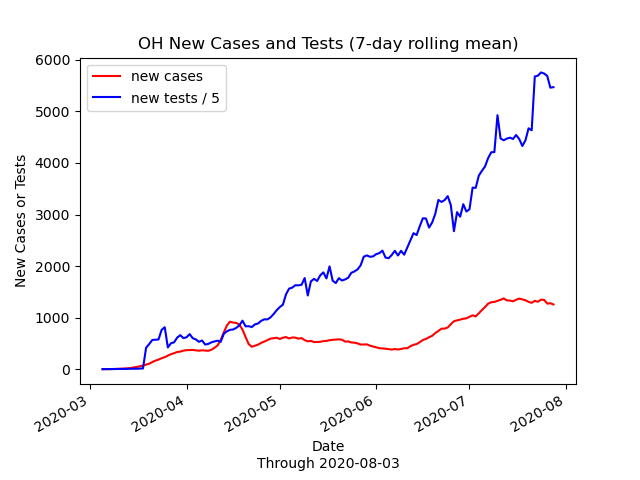 OH New Cases and Tests (7-day rolling mean)
new cases
new tests / 5
New Cases or Tests
6000
5000
4000
3000
2000
1000
0
2020-03
2020-04
2020-05
2020-06
2020-07
2020-08
Date
Through 2020-08-03